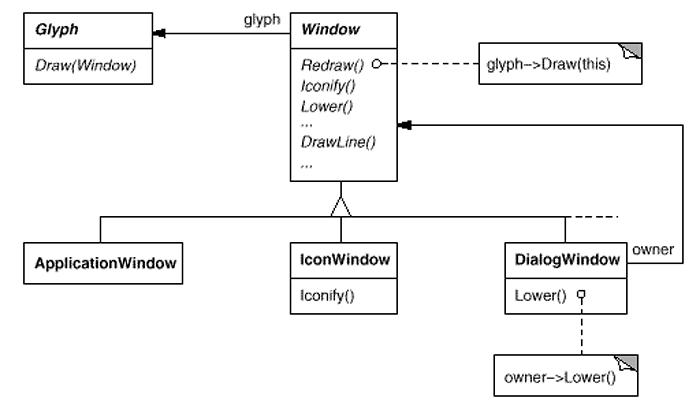 Glyph
Draw(Window)
glyph
Window
Redraw()
Iconify()
Lower()
...
DrawLine()
...
glyph->Draw(this)
ApplicationWindow
IconWindow
Iconify()
DialogWindow
Lower()
owner
owner->Lower()